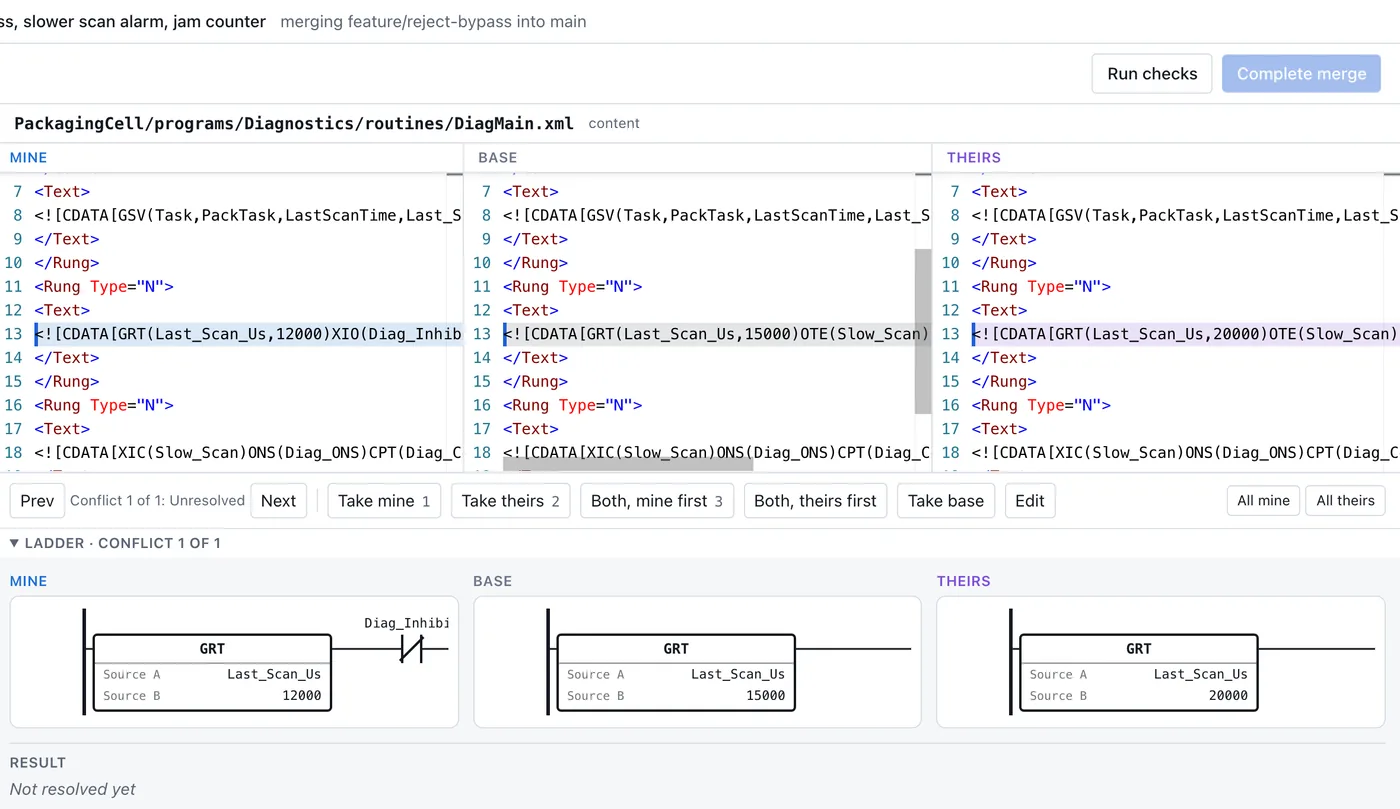 ss, slower scan alarm, jam counter merging feature/reject-bypass into main
Run checks Complete merge
PackagingCell/programs/Diagnostics/routines/DiagMain.xml content
MINE
7 <Text>
8 <![CDATA[GSV(Task,PackTask,LastScanTime,Last_S
9 </Text>
10 </Rung>
11 <Rung Type="N">
12 <Text>
13 <![CDATA[GRT(Last_Scan_Us,12000)XIO(Diag_Inhib
14 </Text>
15 </Rung>
16 <Rung Type="N">
17 <Text>
18 <![CDATA[XIC(Slow_Scan)ONS(Diag_ONS)CPT(Diag_C
BASE
7 <Text>
8 <![CDATA[GSV(Task,PackTask,LastScanTime,Last_S
9 </Text>
10 </Rung>
11 <Rung Type="N">
12 <Text>
13 <![CDATA[GRT(Last_Scan_Us,15000)OTE(Slow_Scan)
14 </Text>
15 </Rung>
16 <Rung Type="N">
17 <Text>
18 <![CDATA[XIC(Slow_Scan)ONS(Diag_ONS)CPT(Diag_C
THEIRS
7 <Text>
8 <![CDATA[GSV(Task,PackTask,LastScanTime,Last_S
9 </Text>
10 </Rung>
11 <Rung Type="N">
12 <Text>
13 <![CDATA[GRT(Last_Scan_Us,20000)OTE(Slow_Scan)
14 </Text>
15 </Rung>
16 <Rung Type="N">
17 <Text>
18 <![CDATA[XIC(Slow_Scan)ONS(Diag_ONS)CPT(Diag_C
Prev Conflict 1 of 1: Unresolved Next Take mine 1 Take theirs 2 Both, mine first 3 Both, theirs first Take base Edit All mine All theirs
▼ LADDER · CONFLICT 1 OF 1
MINE
Diag_Inhibi
GRT
Source A Last_Scan_Us
Source B 12000
BASE
GRT
Source A Last_Scan_Us
Source B 15000
THEIRS
GRT
Source A Last_Scan_Us
Source B 20000
RESULT
Not resolved yet